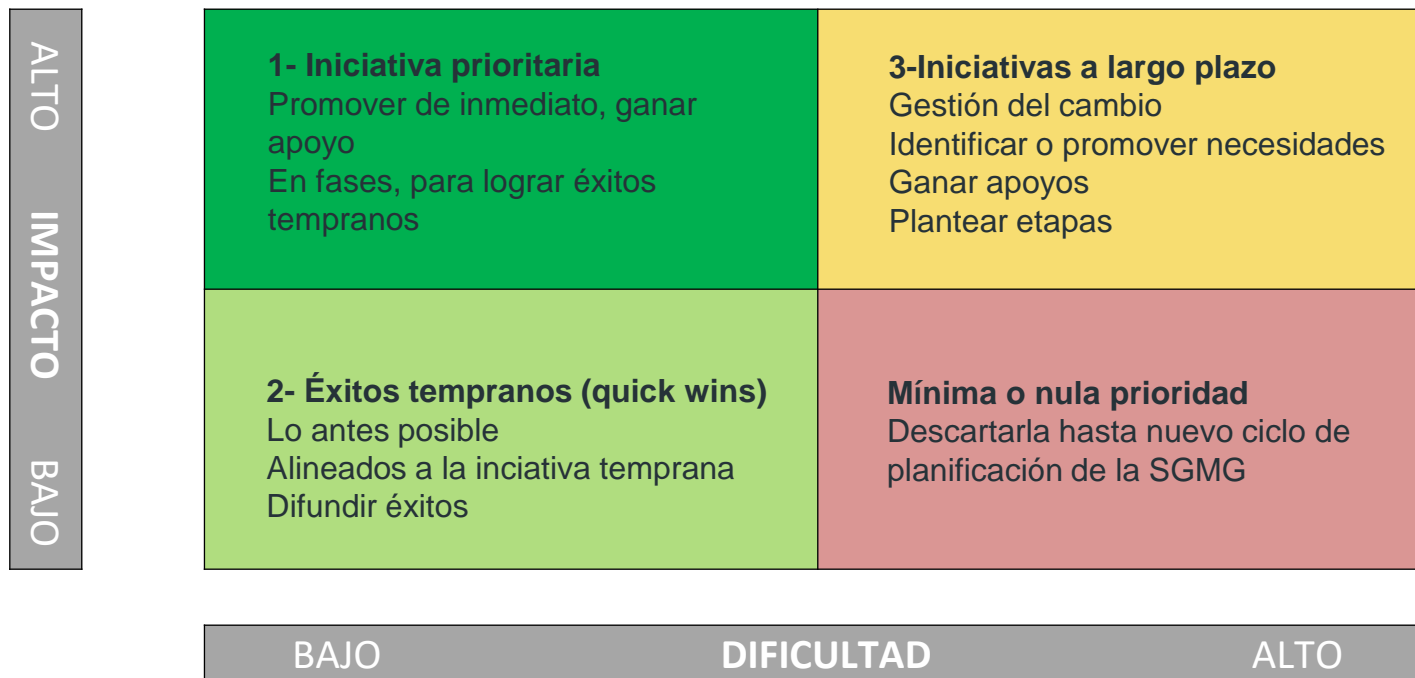 ALTO
IMPACTO
BAJO
1- Iniciativa prioritaria
Promover de inmediato, ganar
apoyo
En fases, para lograr éxitos
tempranos
3-Iniciativas a largo plazo
Gestión del cambio
Identificar o promover necesidades
Ganar apoyos
Plantear etapas
2- Éxitos tempranos (quick wins)
Lo antes posible
Alineados a la inciativa temprana
Difundir éxitos
Mínima o nula prioridad
Descartarla hasta nuevo ciclo de
planificación de la SGMG
BAJO DIFICULTAD ALTO